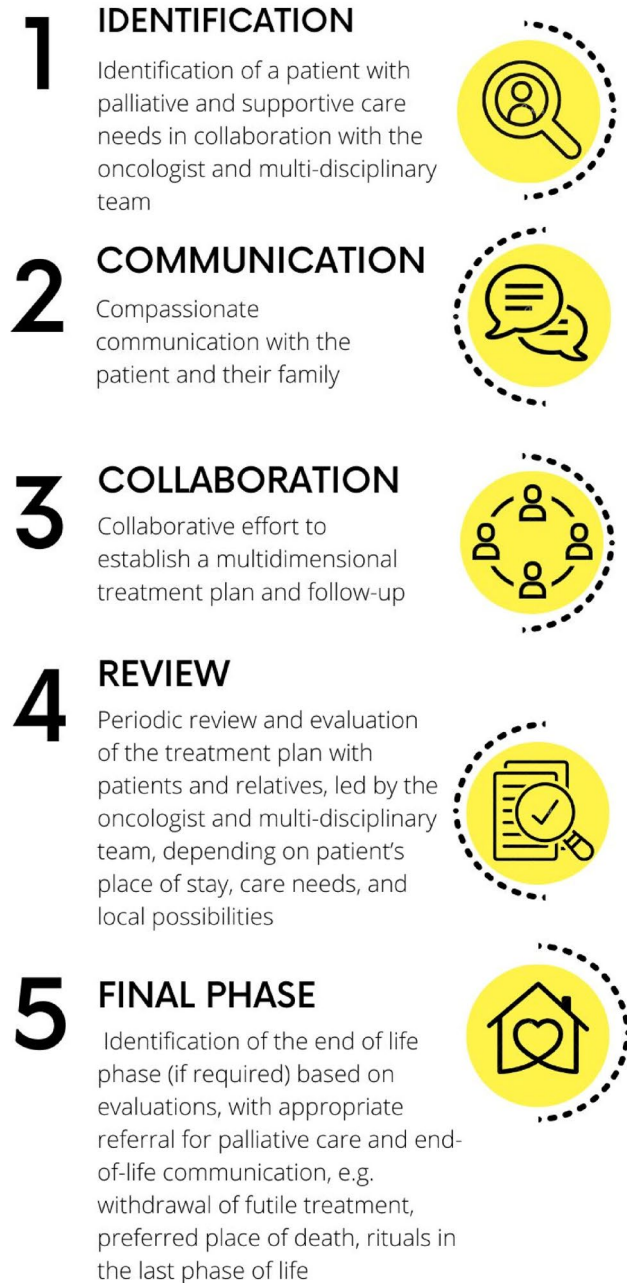 1
IDENTIFICATION
Identification of a patient with
palliative and supportive care
needs in collaboration with the
oncologist and multi-disciplinary
team
2
COMMUNICATION
Compassionate
communication with the
patient and their family
3
COLLABORATION
Collaborative effort to
establish a multidimensional
treatment plan and follow-up
4
REVIEW
Periodic review and evaluation
of the treatment plan with
patients and relatives, led by the
oncologist and multi-disciplinary
team, depending on patient’s
place of stay, care needs, and
local possibilities
5
FINAL PHASE
Identification of the end of life
phase (if required) based on
evaluations, with appropriate
referral for palliative care and end-
of-life communication, e.g.
withdrawal of futile treatment,
preferred place of death, rituals in
the last phase of life